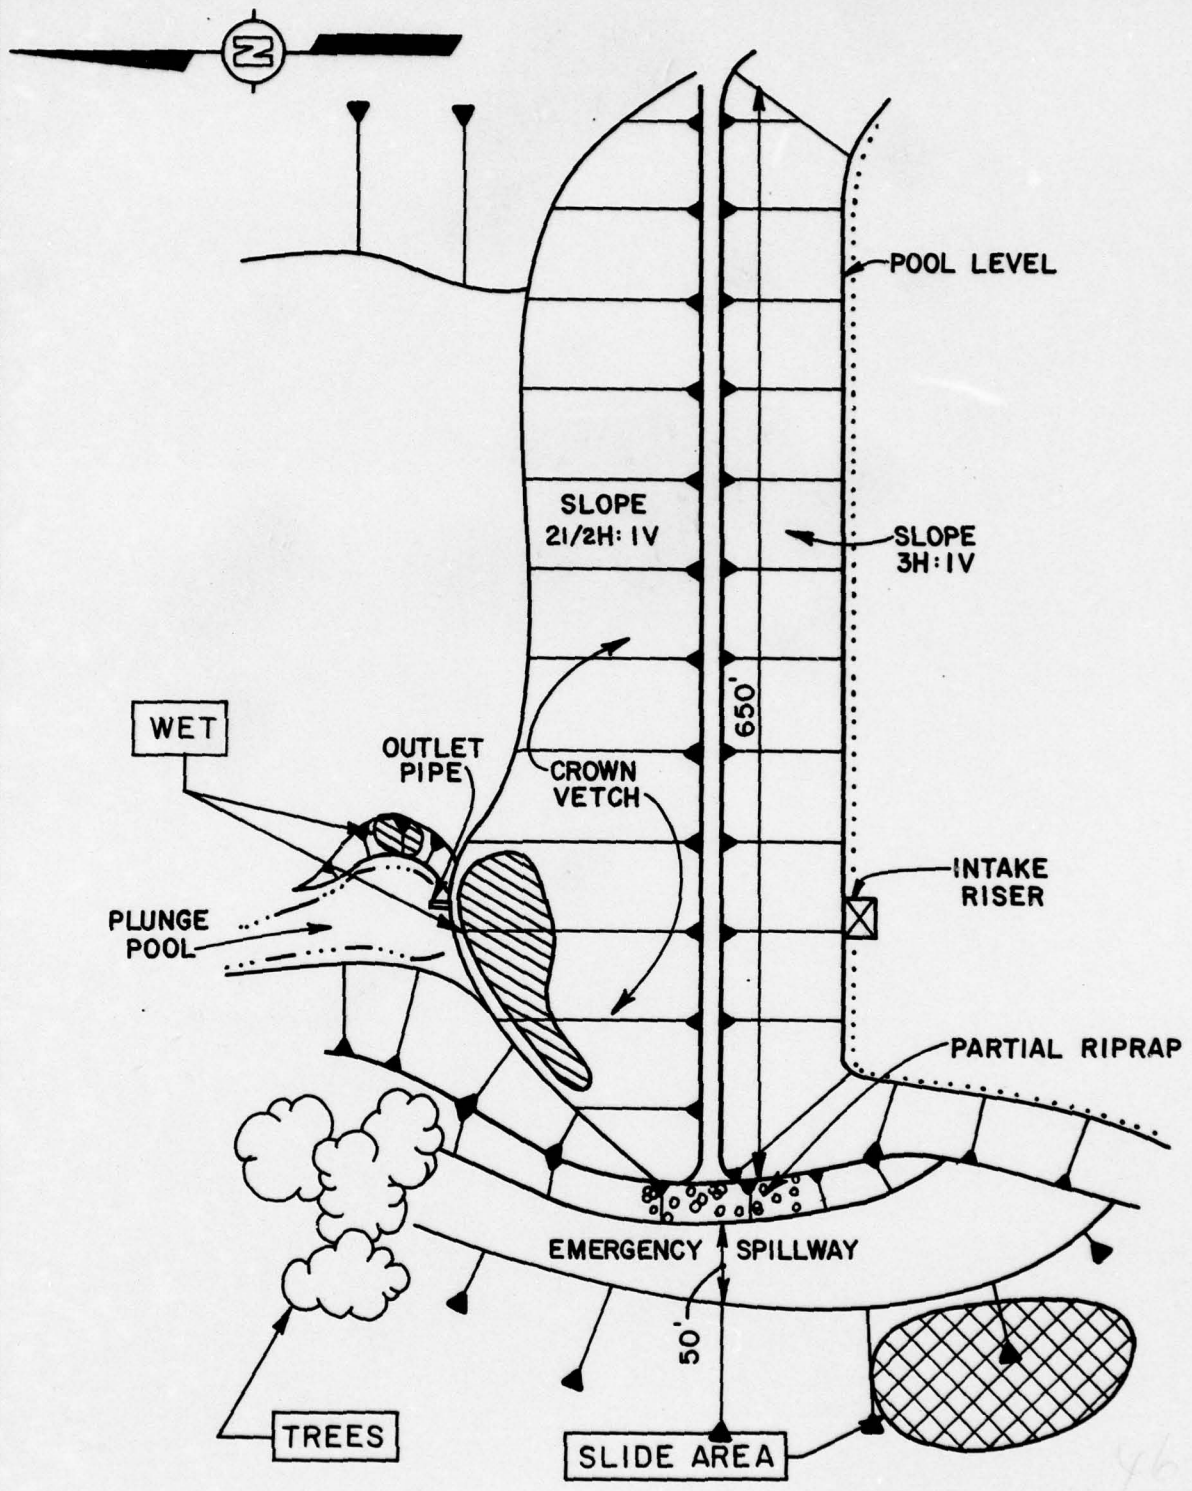 N
POOL LEVEL
SLOPE
21/2H:1V
SLOPE
3H:1V
650'
WET
OUTLET
PIPE
CROWN
VETCH
INTAKE
RISER
PLUNGE
POOL
PARTIAL RIPRAP
EMERGENCY SPILLWAY
50'
TREES
SLIDE AREA